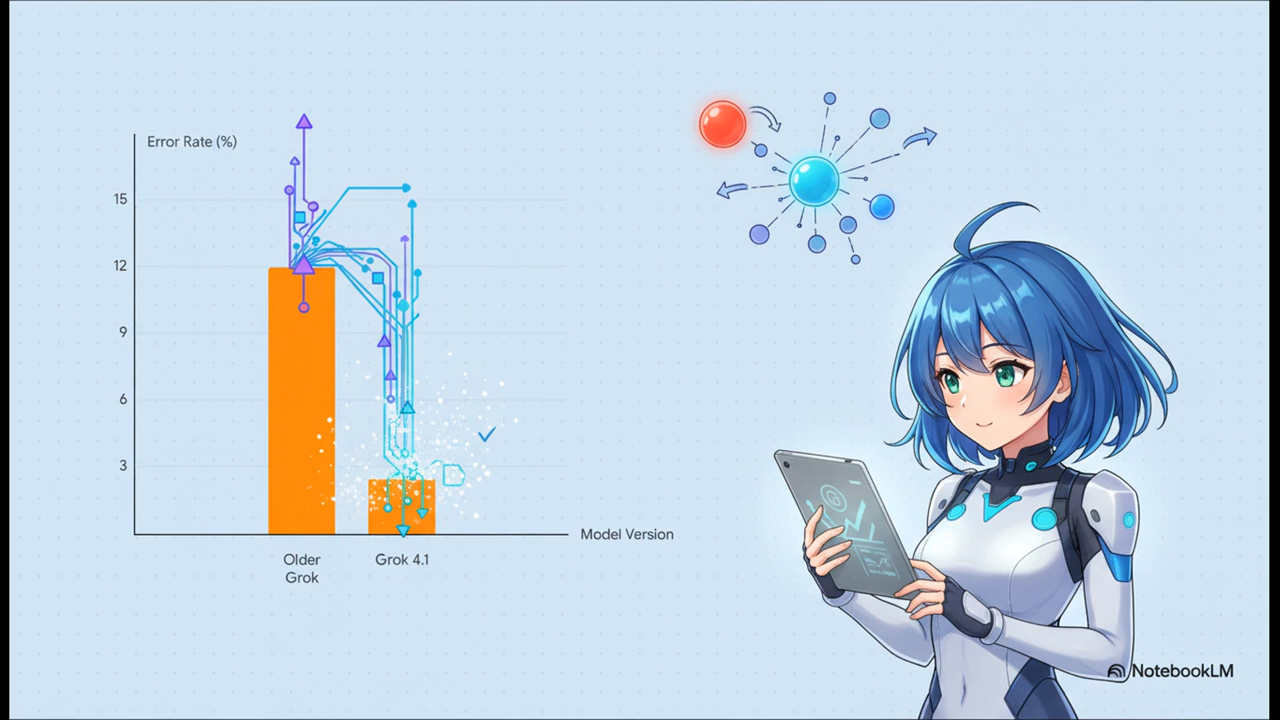 Error Rate (%)
15
12
9
6
3
Model Version
Older
Grok
Grok 4.1
NotebookLM